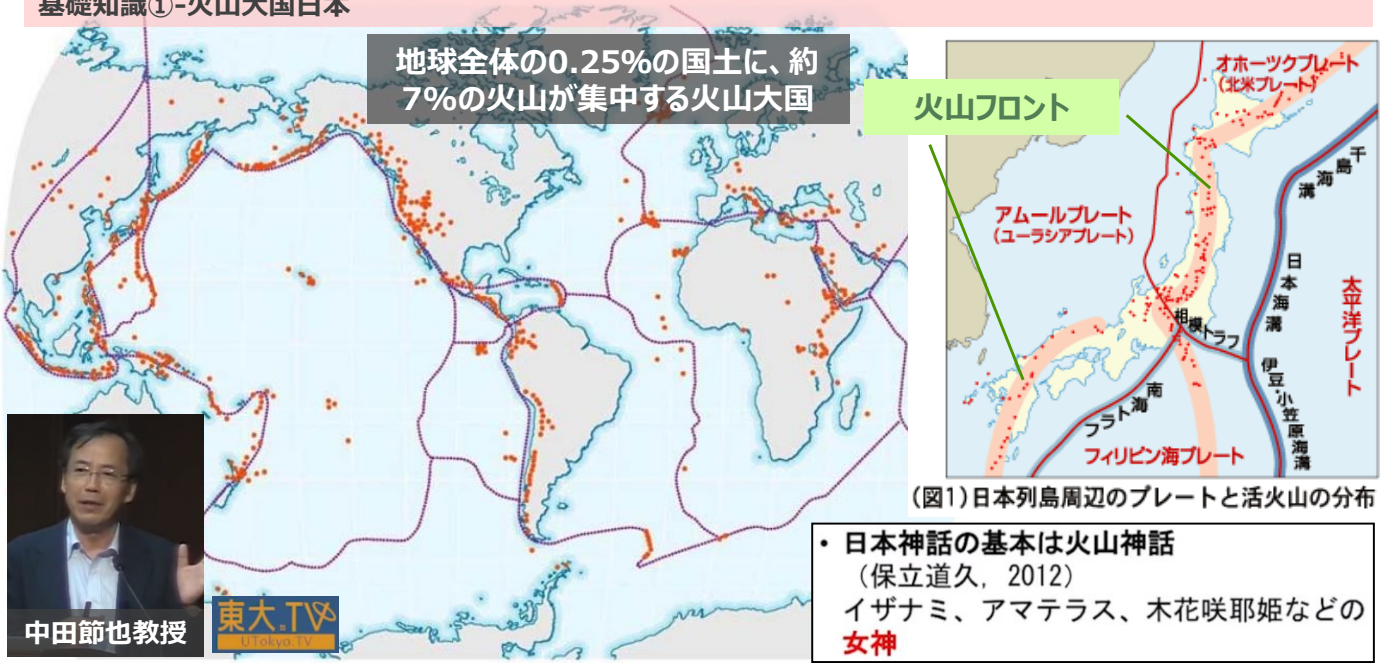 基礎知識①-火山大国日本
地球全体の0.25%の国土に、約
7%の火山が集中する火山大国
火山フロント
オホーツクプレート
(北米プレート)
千島海溝
アムールプレート
(ユーラシアプレート)
日本海溝
太平洋プレート
相模トラフ
伊豆・小笠原海溝
南海トラフ
フィリピン海プレート
(図1)日本列島周辺のプレートと活火山の分布
・日本神話の基本は火山神話
(保立道久, 2012)
イザナミ、アマテラス、木花咲耶姫などの
女神
中田節也教授
東大.TV
UTokyo.TV